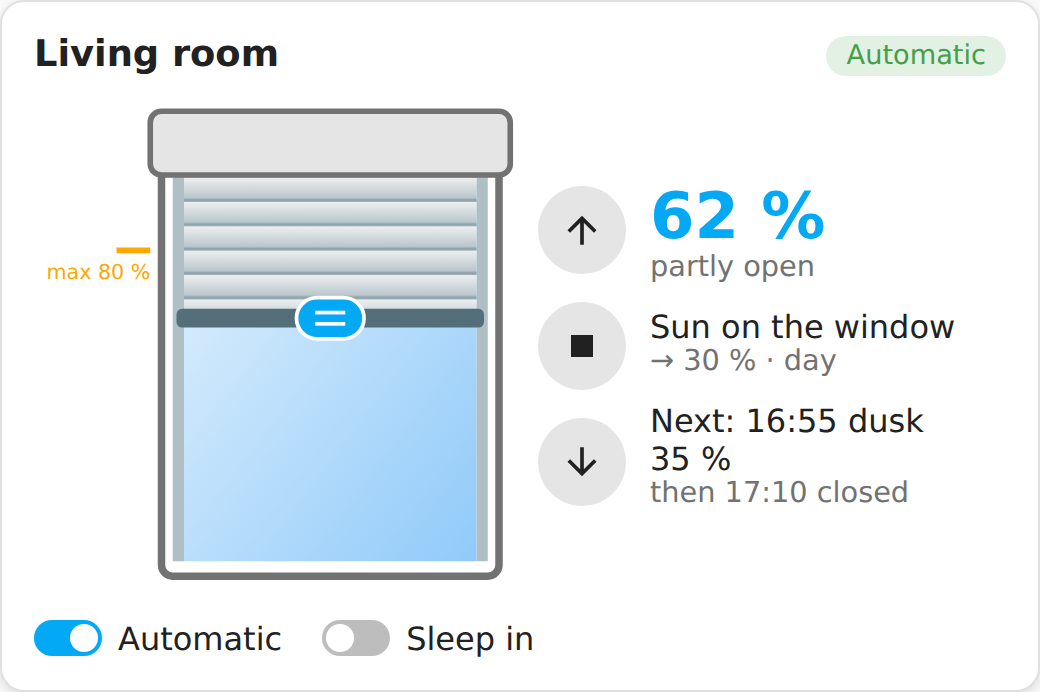 Living room
Automatic
max 80 %
62 %
partly open
Sun on the window
→ 30 % · day
Next: 16:55 dusk
35 %
then 17:10 closed
Automatic
Sleep in